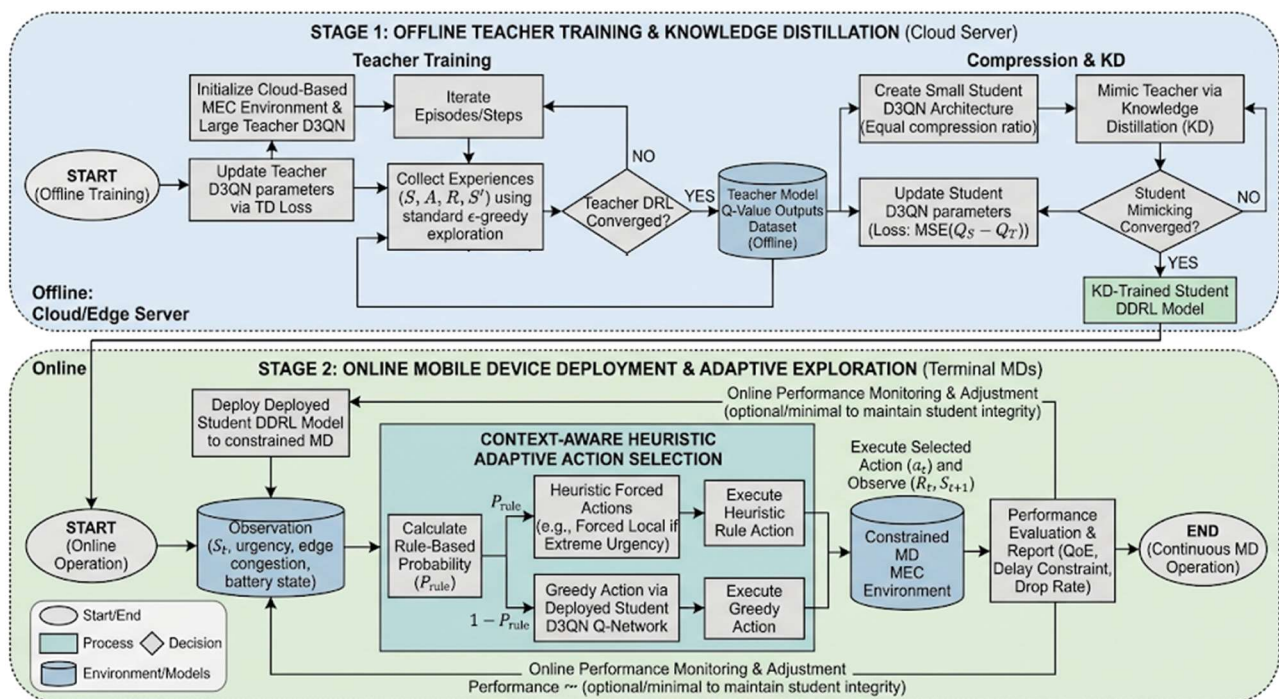 STAGE 1: OFFLINE TEACHER TRAINING & KNOWLEDGE DISTILLATION (Cloud Server)
Teacher Training
Compression & KD
START
(Offline Training)
Initialize Cloud-Based
MEC Environment &
Large Teacher D3QN
Update Teacher
D3QN parameters
via TD Loss
Iterate
Episodes/Steps
Collect Experiences
(S, A, R, S′) using
standard ϵ-greedy
exploration
NO
Teacher DRL
Converged?
YES
Teacher Model
Q-Value Outputs
Dataset
(Offline)
Create Small Student
D3QN Architecture
(Equal compression ratio)
Mimic Teacher via
Knowledge
Distillation (KD)
Update Student
D3QN parameters
(Loss: MSE(Q_S − Q_T))
Student
Mimicking
Converged?
NO
YES
KD-Trained Student
DDRL Model
Offline:
Cloud/Edge Server
Online
STAGE 2: ONLINE MOBILE DEVICE DEPLOYMENT & ADAPTIVE EXPLORATION (Terminal MDs)
Online Performance Monitoring & Adjustment
(optional/minimal to maintain student integrity)
Deploy Deployed
Student DDRL Model
to constrained MD
START
(Online
Operation)
Observation
(S_t, urgency, edge
congestion,
battery state)
CONTEXT-AWARE HEURISTIC
ADAPTIVE ACTION SELECTION
Calculate
Rule-Based
Probability
(P_rule)
P_rule
Heuristic Forced
Actions
(e.g., Forced Local if
Extreme Urgency)
Execute
Heuristic
Rule Action
1 − P_rule
Greedy Action via
Deployed Student
D3QN Q-Network
Execute
Greedy
Action
Execute Selected
Action (a_t) and
Observe (R_t, S_{t+1})
Constrained
MD
MEC
Environment
Performance
Evaluation &
Report (QoE,
Delay Constraint,
Drop Rate)
END
(Continuous MD
Operation)
Start/End
Process
Decision
Environment/Models
Online Performance Monitoring & Adjustment
Performance ~~ (optional/minimal to maintain student integrity)